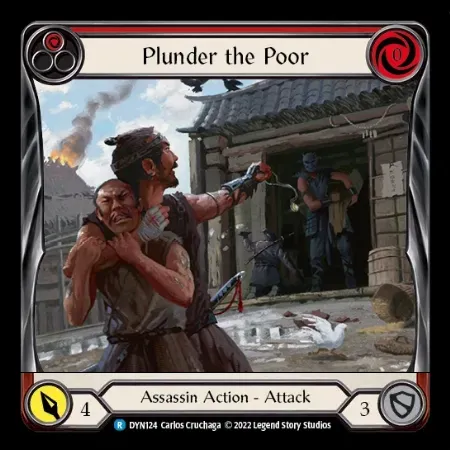 Plunder the Poor
0
4
Assassin Action - Attack
3
R DYN124 Carlos Cruchaga © 2022 Legend Story Studios